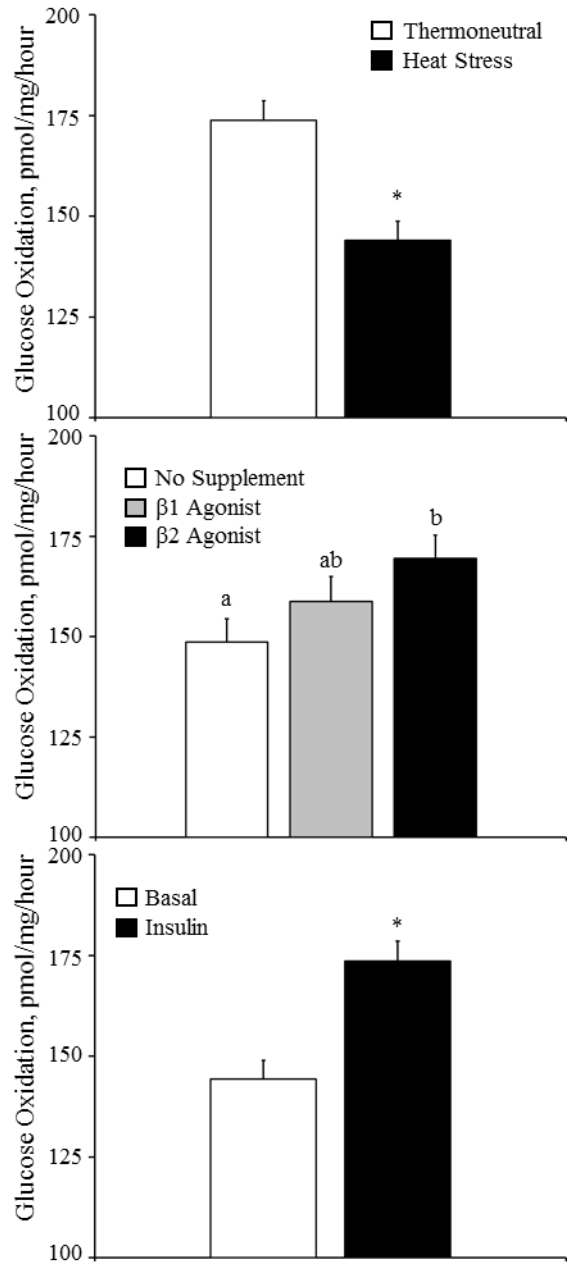 Glucose Oxidation, pmol/mg/hour
200
175
150
125
100
Thermoneutral
Heat Stress
*
Glucose Oxidation, pmol/mg/hour
200
175
150
125
100
No Supplement
β1 Agonist
β2 Agonist
a
ab
b
Glucose Oxidation, pmol/mg/hour
200
175
150
125
100
Basal
Insulin
*